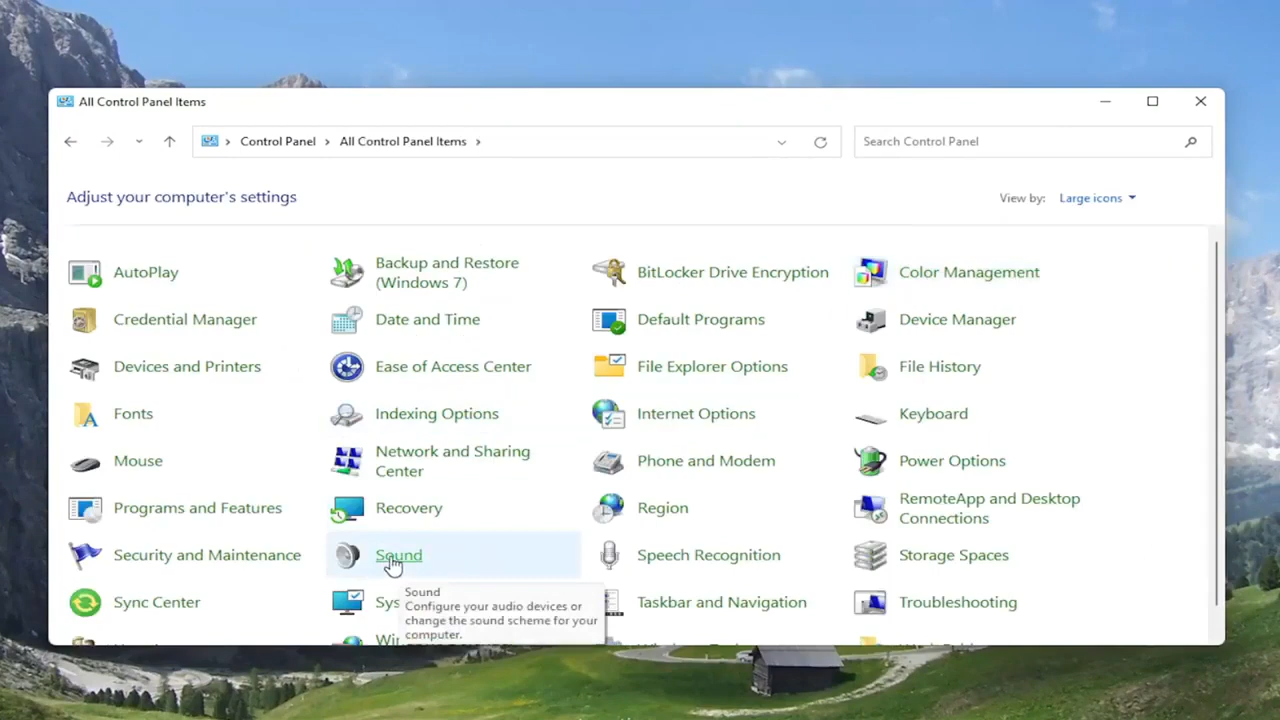 All Control Panel Items
Control Panel All Control Panel Items
Search Control Panel
Adjust your computer's settings
View by: Large icons
AutoPlay
Backup and Restore
(Windows 7)
BitLocker Drive Encryption
Color Management
Credential Manager
Date and Time
Default Programs
Device Manager
Devices and Printers
Ease of Access Center
File Explorer Options
File History
Fonts
Indexing Options
Internet Options
Keyboard
Mouse
Network and Sharing
Center
Phone and Modem
Power Options
Programs and Features
Recovery
Region
RemoteApp and Desktop
Connections
Security and Maintenance
Sound
Speech Recognition
Storage Spaces
Sync Center
Sys
Taskbar and Navigation
Troubleshooting
Sound
Configure your audio devices or
change the sound scheme for your
computer.